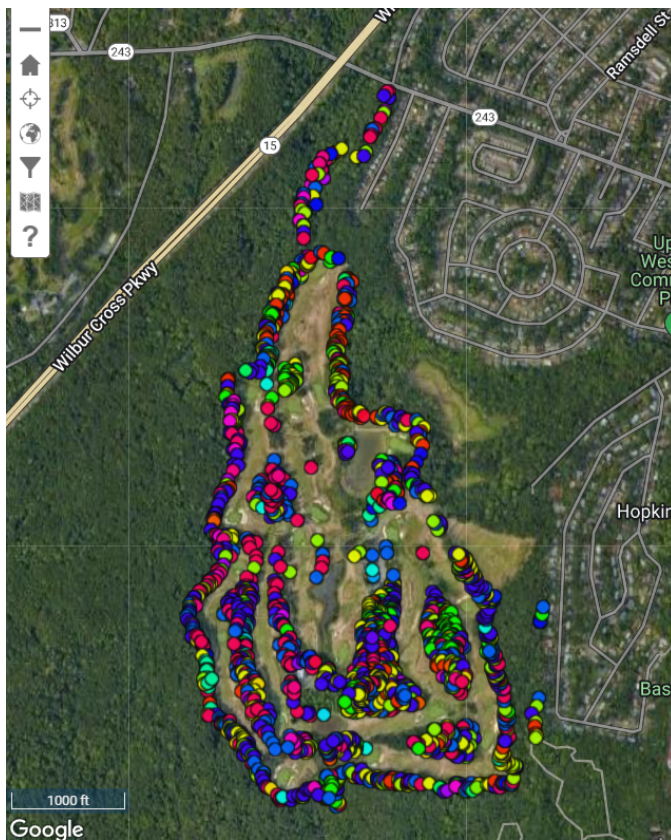 313
Wi
243
Ramsdell St
243
15
?
Up
Wes
Comm
P
Wilbur Cross Pkwy
Hopkin
Bas
1000 ft
Google